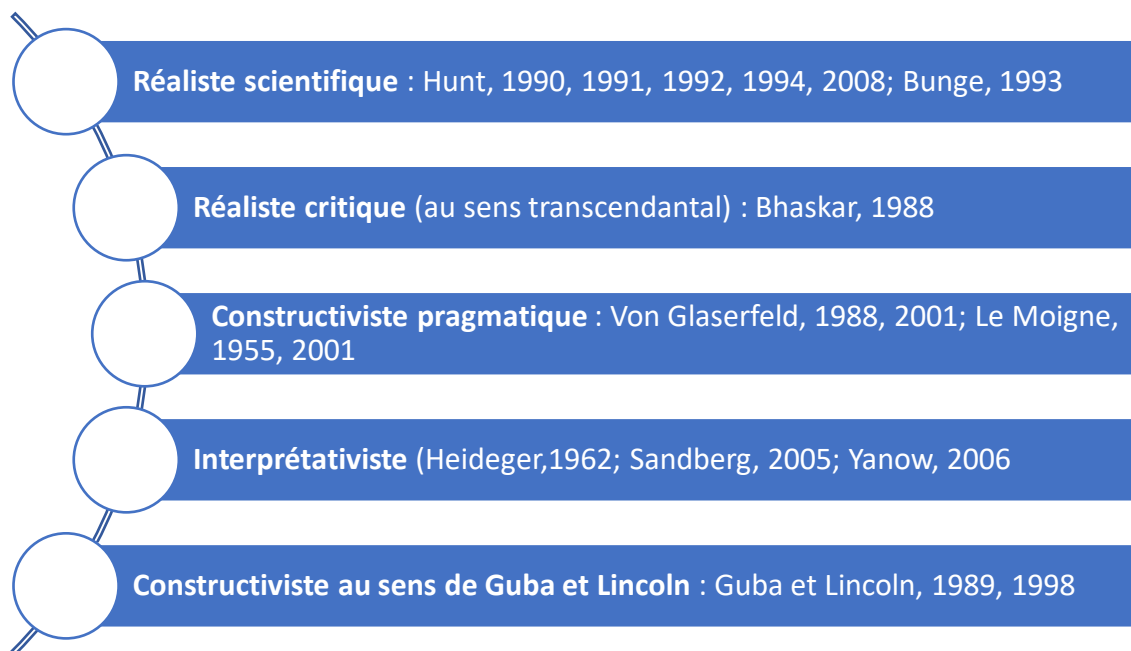 Réaliste scientifique : Hunt, 1990, 1991, 1992, 1994, 2008; Bunge, 1993
Réaliste critique (au sens transcendantal) : Bhaskar, 1988
Constructiviste pragmatique : Von Glaserfeld, 1988, 2001; Le Moigne,
1955, 2001
Interprétativiste (Heideger,1962; Sandberg, 2005; Yanow, 2006
Constructiviste au sens de Guba et Lincoln : Guba et Lincoln, 1989, 1998